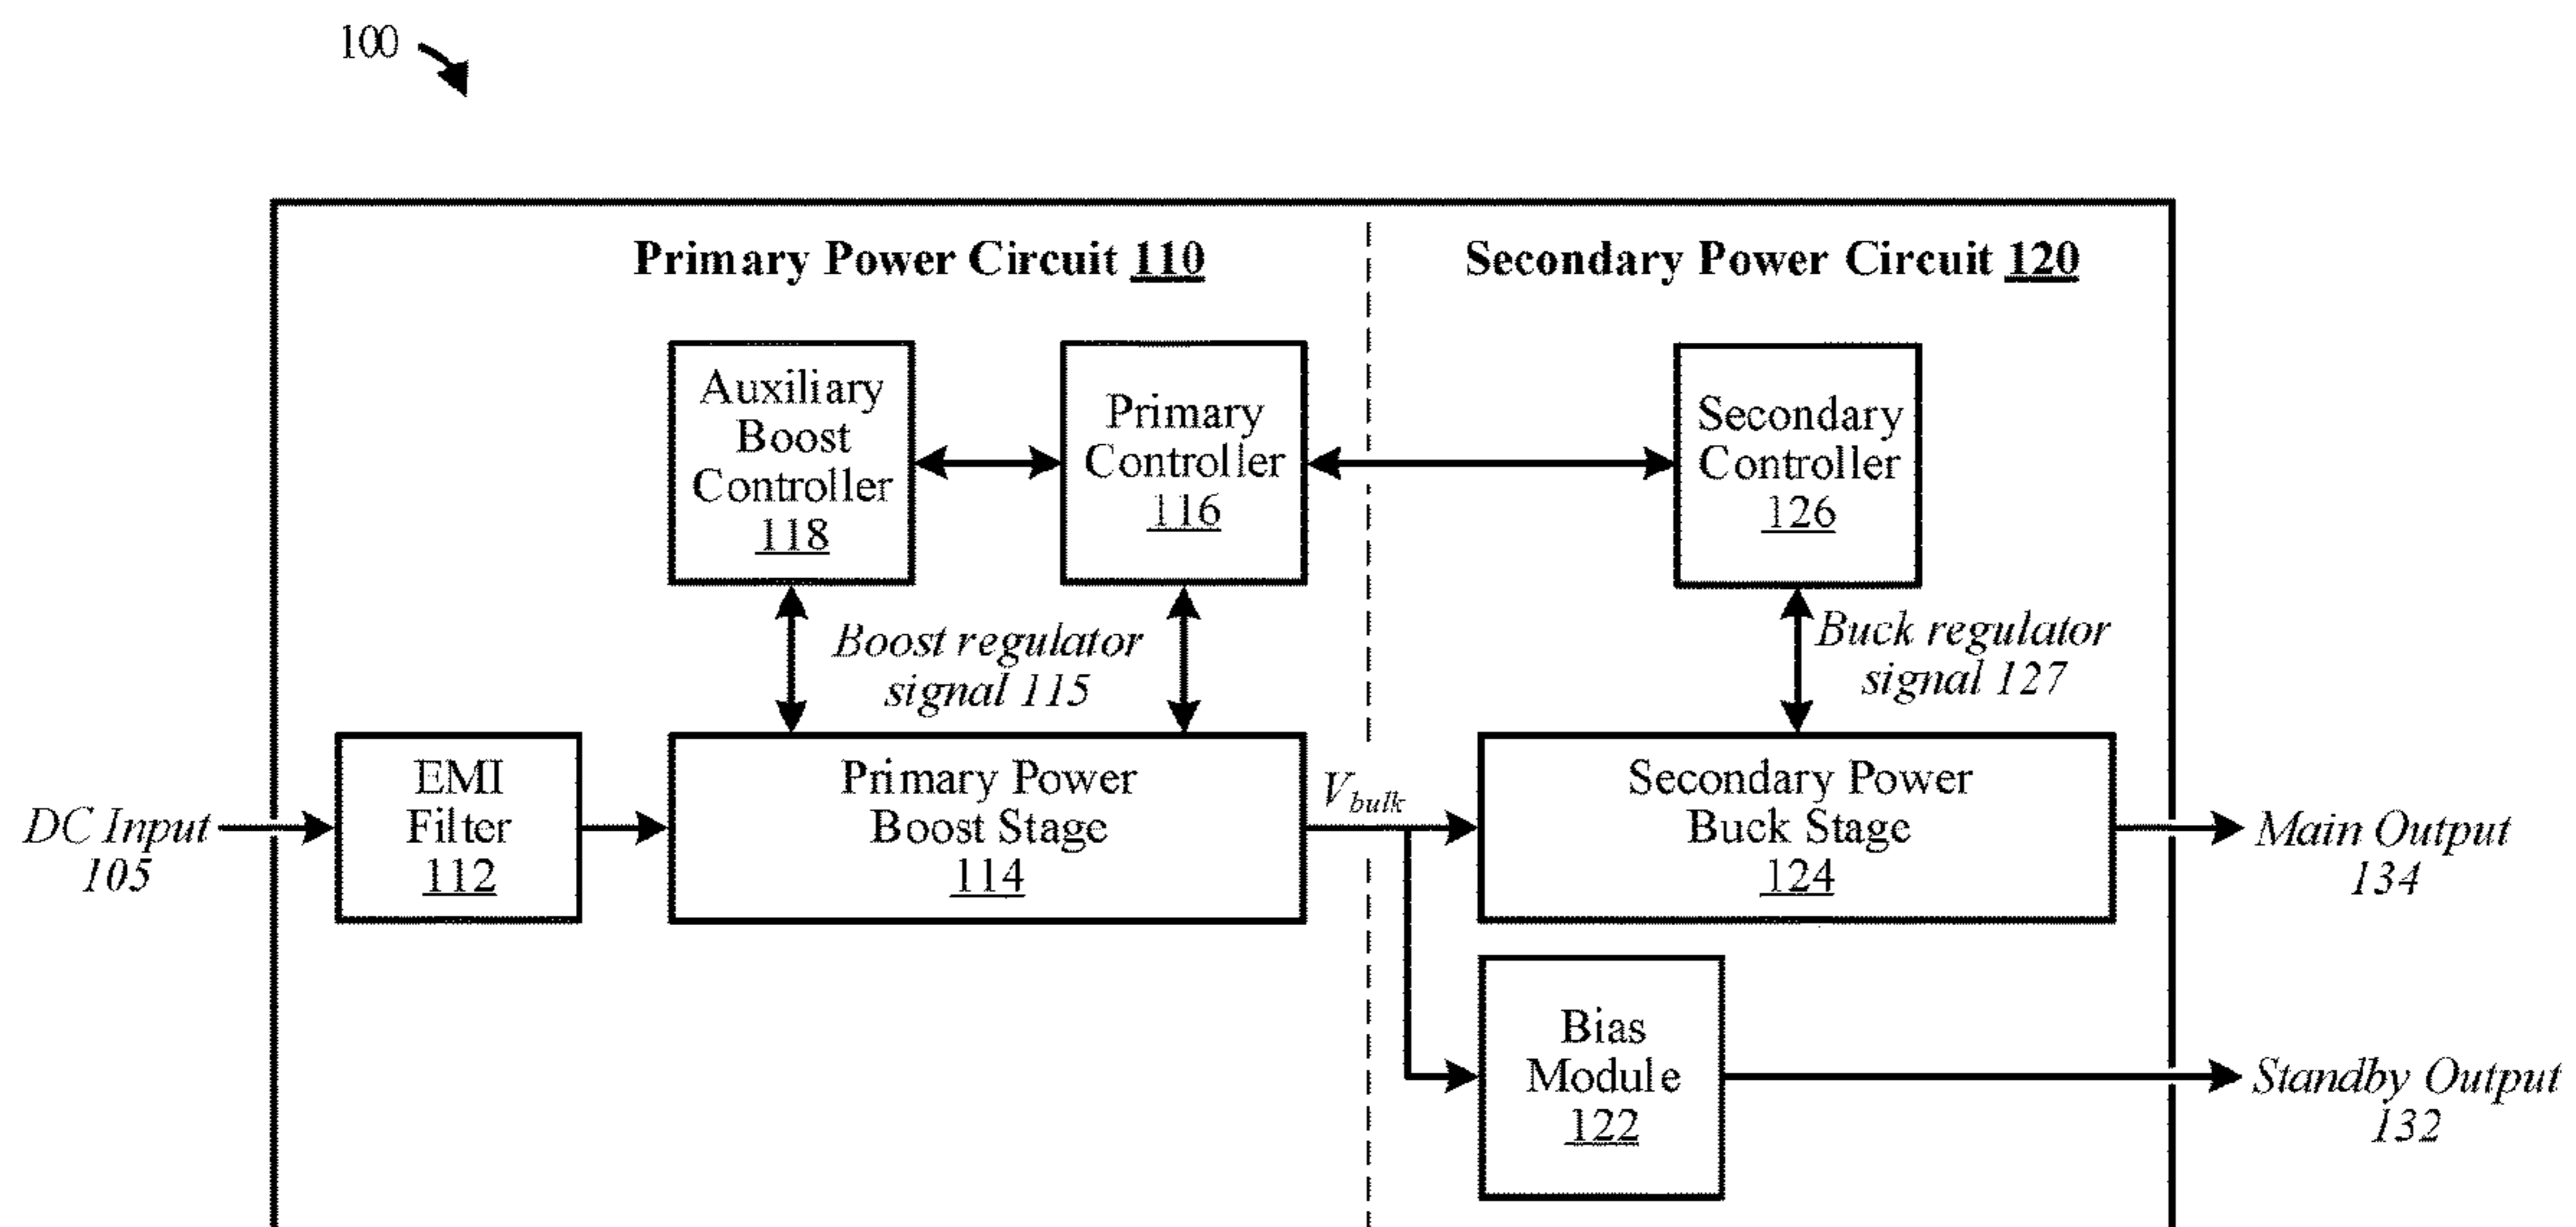 100
Primary Power Circuit 110
Secondary Power Circuit 120
Auxiliary
Boost
Controller
118
Primary
Controller
116
Secondary
Controller
126
Boost regulator
signal 115
Buck regulator
signal 127
DC Input
105
EMI
Filter
112
Primary Power
Boost Stage
114
Vbulk
Secondary Power
Buck Stage
124
Main Output
134
Bias
Module
122
Standby Output
132